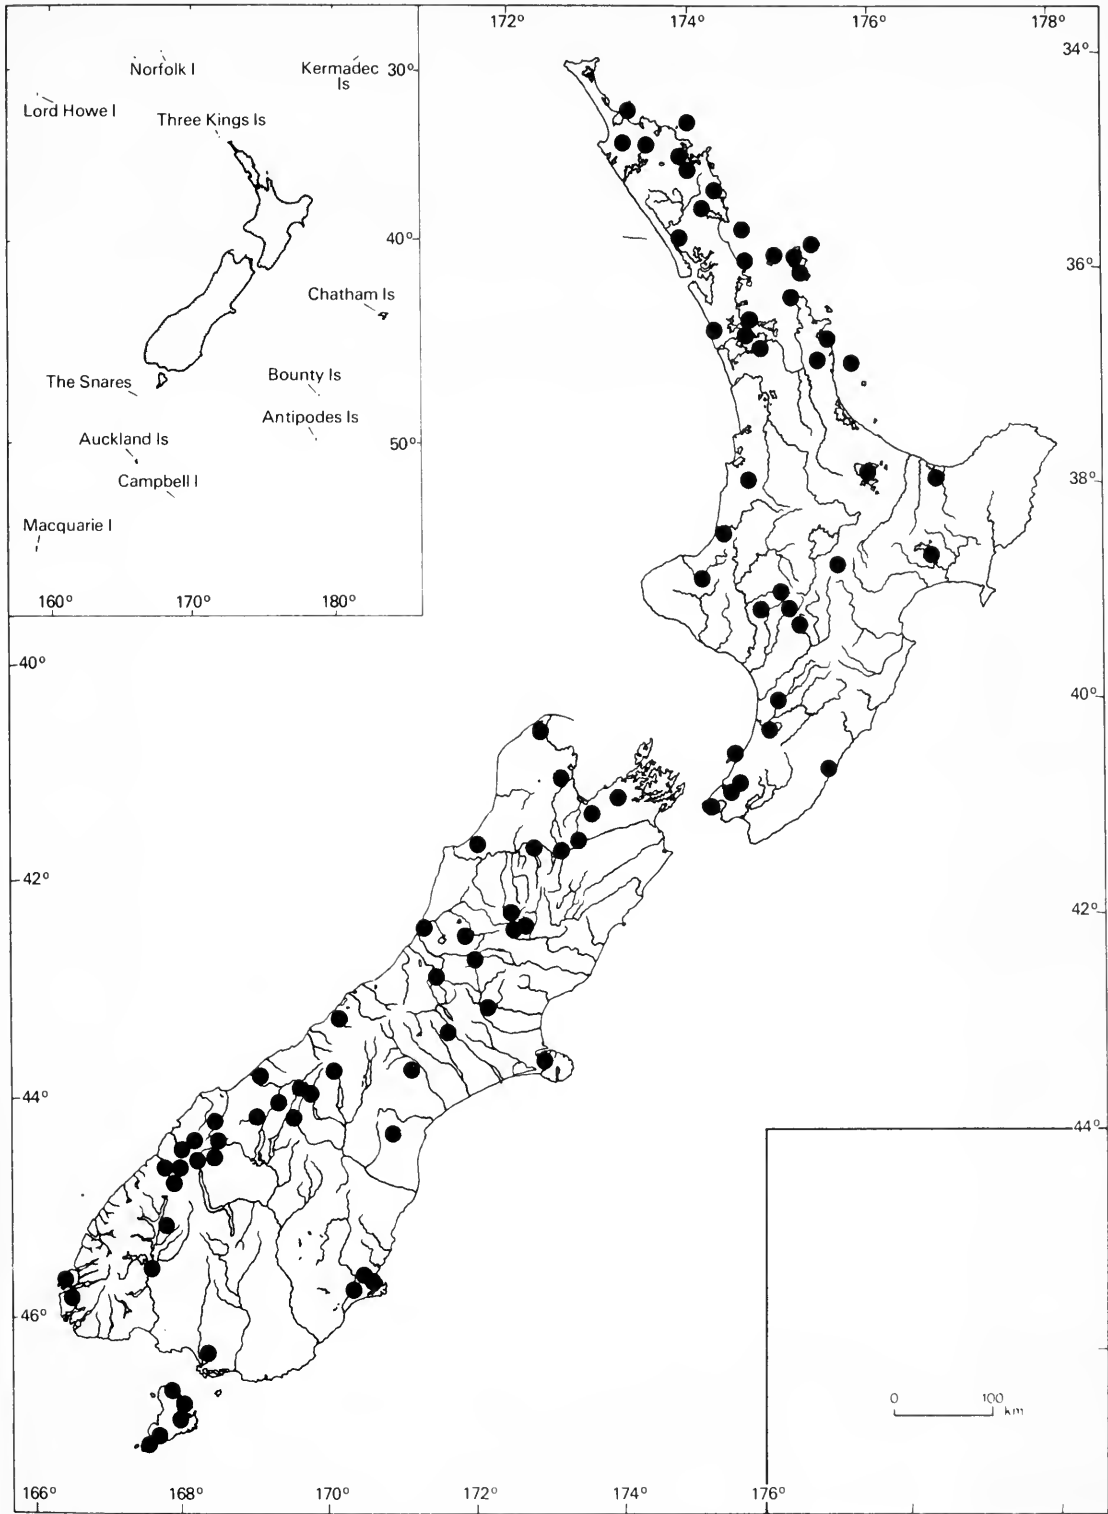 172° 174° 176° 178°
34°
Norfolk I
Kermadec Is
30°
Lord Howe I
Three Kings Is
40°
36°
Chatham Is
The Snares
Bounty Is
Antipodes Is
Auckland Is
50°
Campbell I
38°
Macquarie I
160° 170° 180°
40°
40°
42°
42°
44°
44°
46°
0 100
km
166° 168° 170° 172° 174° 176°